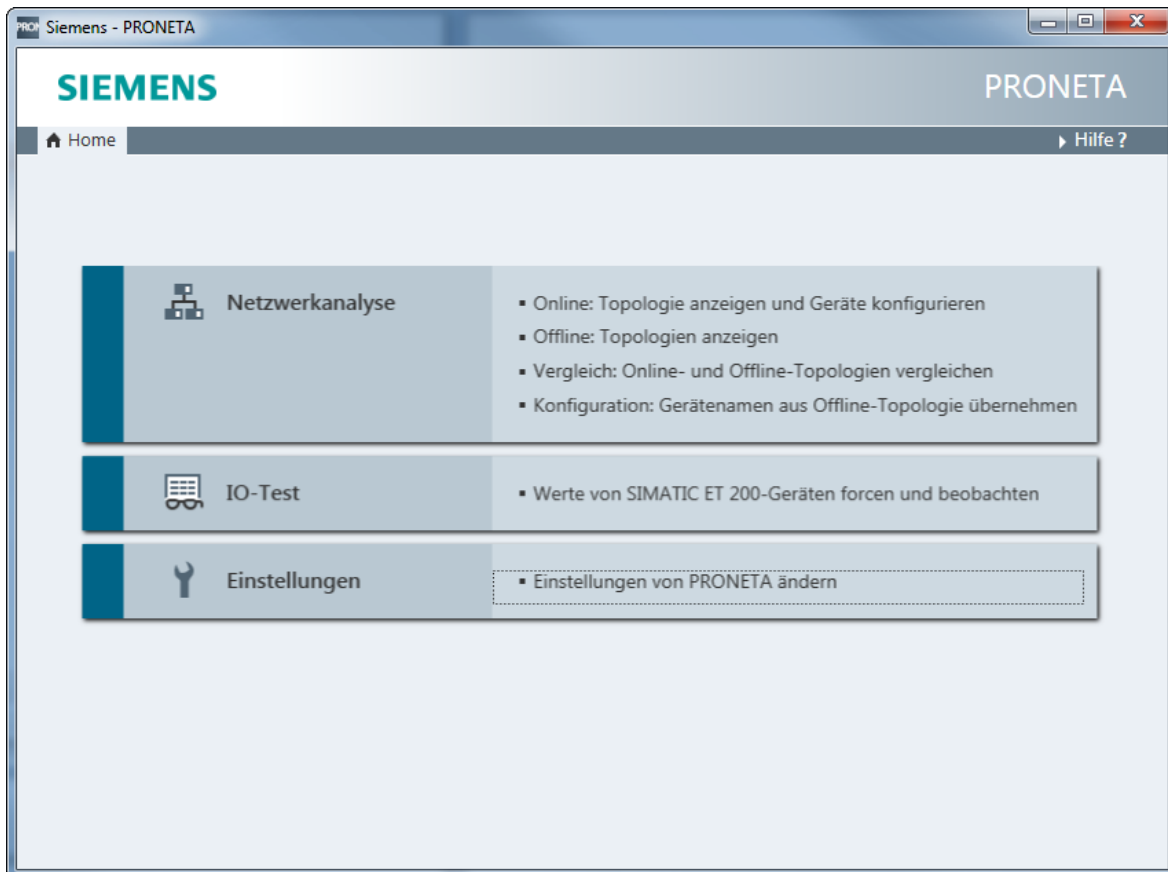 Siemens - PRONETA
SIEMENS
PRONETA
Home
Hilfe ?
Netzwerkanalyse
▪ Online: Topologie anzeigen und Geräte konfigurieren
▪ Offline: Topologien anzeigen
▪ Vergleich: Online- und Offline-Topologien vergleichen
▪ Konfiguration: Gerätenamen aus Offline-Topologie übernehmen
IO-Test
▪ Werte von SIMATIC ET 200-Geräten forcen und beobachten
Einstellungen
▪ Einstellungen von PRONETA ändern